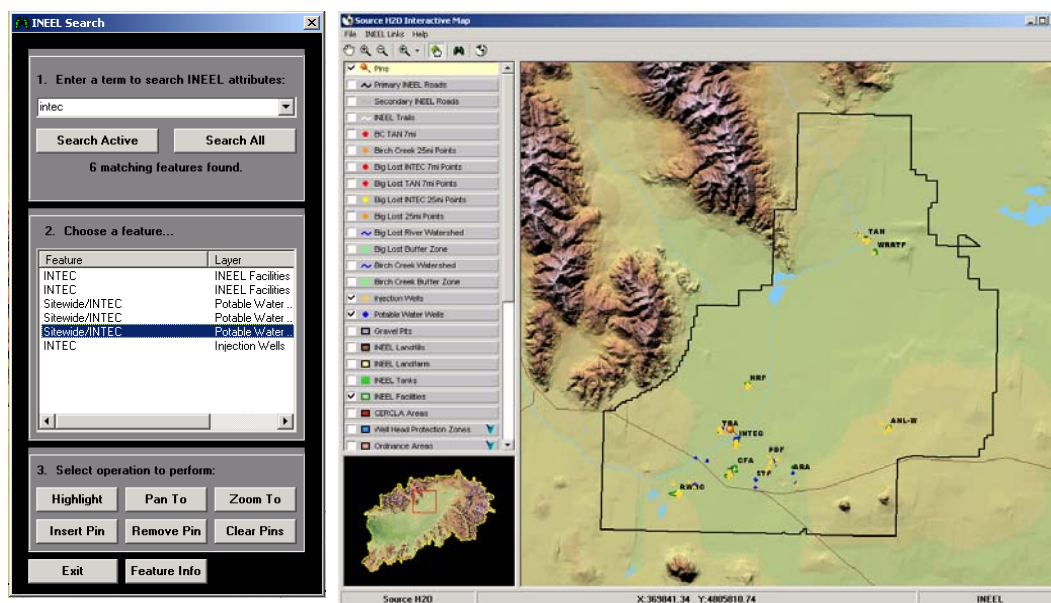 INEEL Search
1. Enter a term to search INEEL attributes:
intec
Search Active Search All
6 matching features found.
2. Choose a feature...
Feature Layer
INTEC INEEL Facilities
INTEC INEEL Facilities
Sitewide/INTEC Potable Water ..
Sitewide/INTEC Potable Water ...
Sitewide/INTEC Potable Water ...
INTEC Injection Wells
3. Select operation to perform:
Highlight Pan To Zoom To
Insert Pin Remove Pin Clear Pins
Exit Feature Info
Source H2O Interactive Map
File INEEL Links Help
Pins
Primary INEEL Roads
Secondary INEEL Roads
INEEL Trails
BC TAN 7mi
Birch Creek 25mi Points
Big Lost INTEC 7mi Points
Big Lost TAN 7mi Points
Big Lost INTEC 25mi Points
Big Lost 25mi Points
Big Lost River Watershed
Big Lost Buffer Zone
Birch Creek Watershed
Birch Creek Buffer Zone
Injection Wells
Potable Water Wells
Gravel Pits
INEEL Landfills
INEEL Landfarm
INEEL Tanks
INEEL Facilities
CERCLA Areas
Well Head Protection Zones
Ordnance Areas
TAN
WRRTF
NRF
TRA
INTEC
ANL-W
PBF
CFA
STF
ARA
Source H2O X:369841.34 Y:4805810.74 INEEL